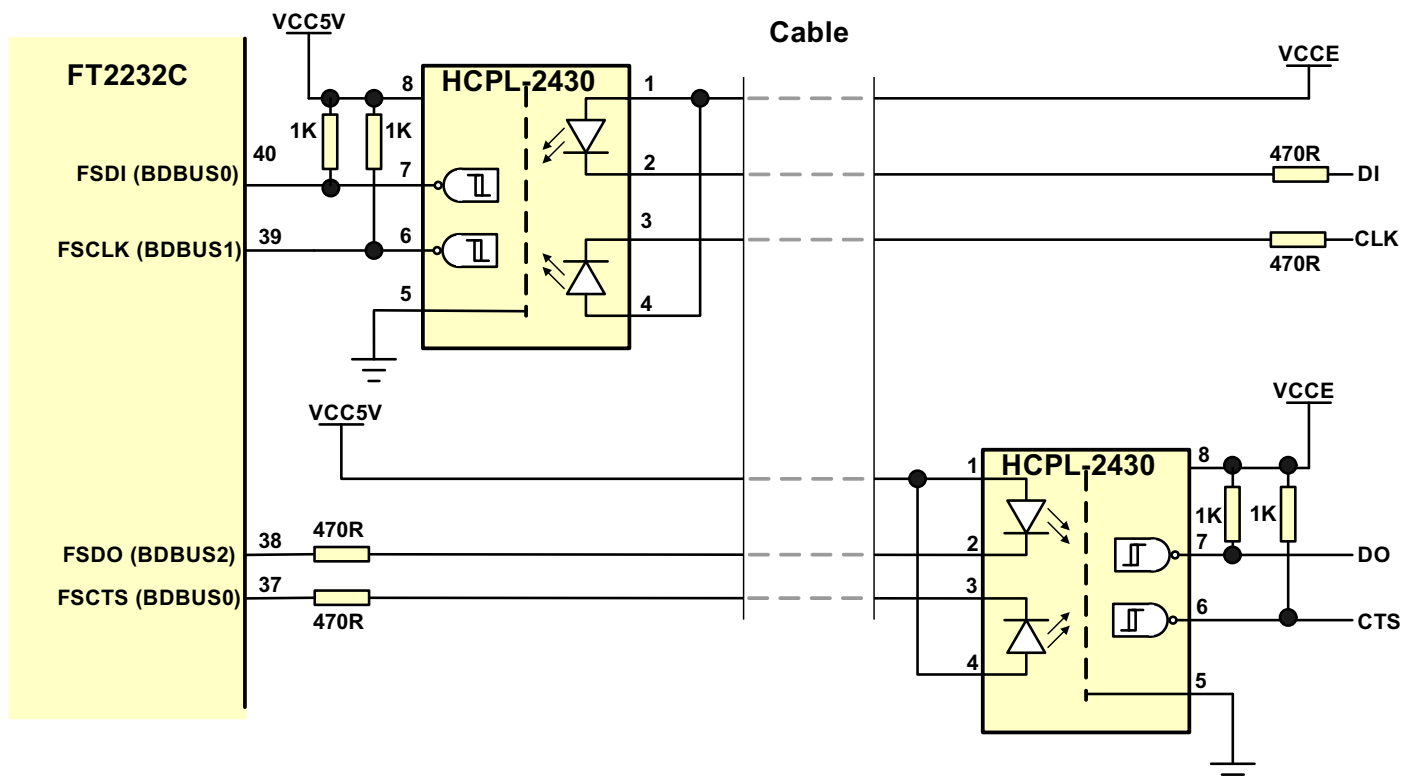 VCC5V
Cable
FT2232C
HCPL-2430
VCCE
8
1
1K
1K
40
7
2
470R
DI
FSDI (BDBUS0)
3
FSCLK (BDBUS1)
39
6
CLK
470R
5
4
VCC5V
VCCE
1
HCPL-2430
8
1K
1K
470R
FSDO (BDBUS2)
38
2
7
DO
FSCTS (BDBUS0)
37
3
6
470R
CTS
4
5